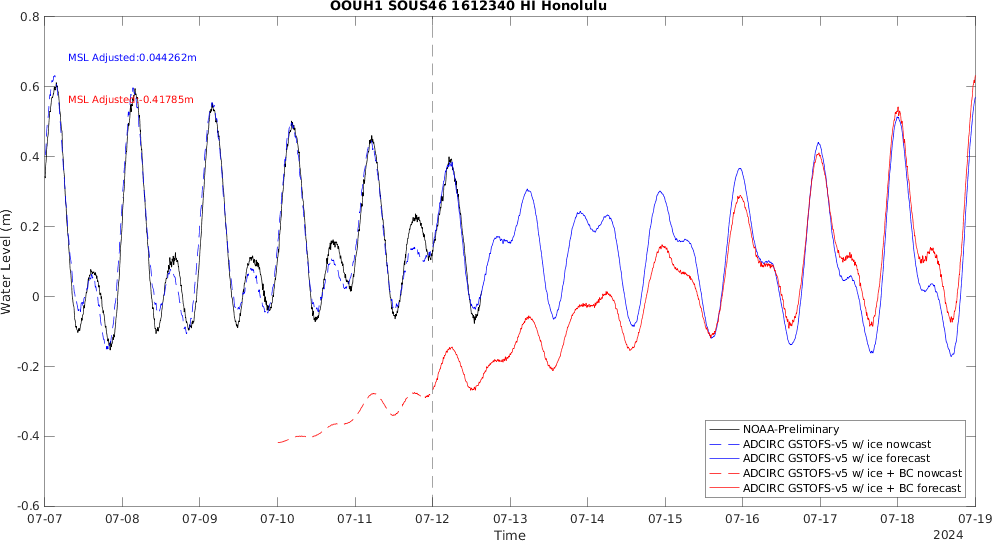 OOUH1 SOUS46 1612340 HI Honolulu
0.8
MSL Adjusted:0.044262m
0.6
MSL Adjusted:-0.41785m
0.4
0.2
0
-0.2
-0.4
-0.6
Water Level (m)
NOAA-Preliminary
ADCIRC GSTOFS-v5 w/ ice nowcast
ADCIRC GSTOFS-v5 w/ ice forecast
ADCIRC GSTOFS-v5 w/ ice + BC nowcast
ADCIRC GSTOFS-v5 w/ ice + BC forecast
07-07 07-08 07-09 07-10 07-11 07-12 07-13 07-14 07-15 07-16 07-17 07-18 07-19
Time
2024